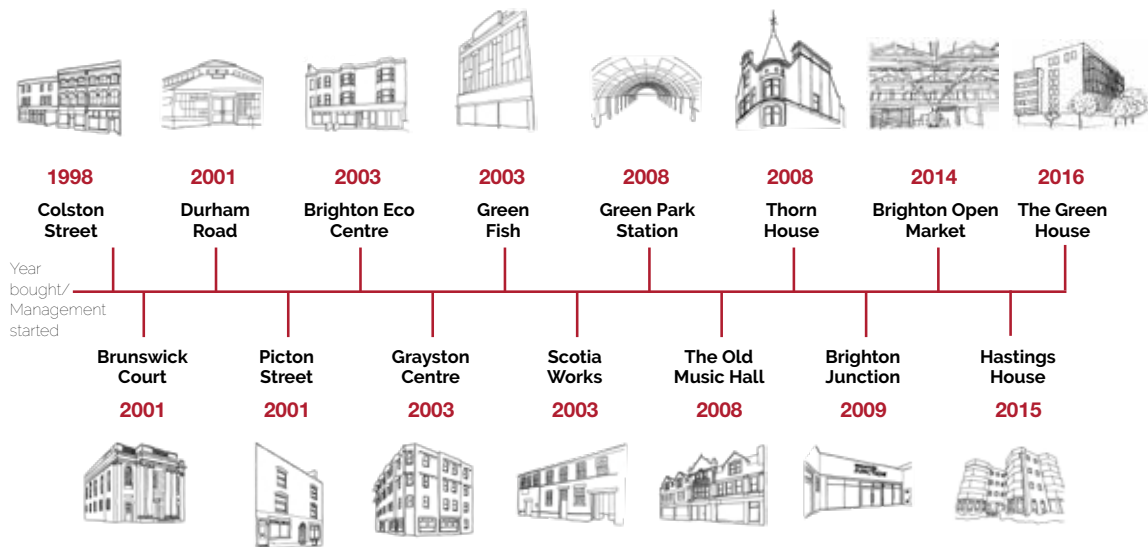 1998
Colston
Street
2001
Durham
Road
2003
Brighton Eco
Centre
2003
Green
Fish
2008
Green Park
Station
2008
Thorn
House
2014
Brighton Open
Market
2016
The Green
House
Year
bought/
Management
started
Brunswick
Court
2001
Picton
Street
2001
Grayston
Centre
2003
Scotia
Works
2003
The Old
Music Hall
2008
Brighton
Junction
2009
Hastings
House
2015